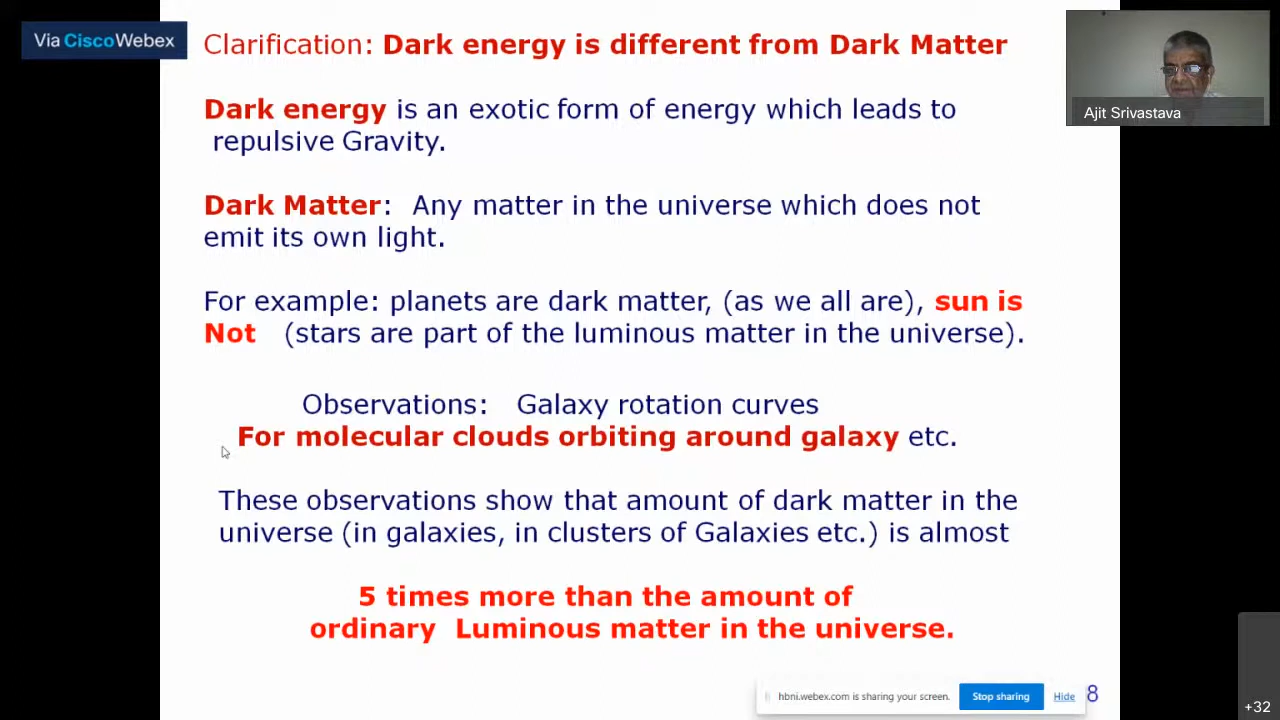 Via Cisco Webex
Clarification: Dark energy is different from Dark Matter
Ajit Srivastava
Dark energy is an exotic form of energy which leads to
repulsive Gravity.
Dark Matter: Any matter in the universe which does not
emit its own light.
For example: planets are dark matter, (as we all are), sun is
Not (stars are part of the luminous matter in the universe).
Observations: Galaxy rotation curves
For molecular clouds orbiting around galaxy etc.
These observations show that amount of dark matter in the
universe (in galaxies, in clusters of Galaxies etc.) is almost
5 times more than the amount of
ordinary Luminous matter in the universe.
hbni.webex.com is sharing your screen. Stop sharing Hide
8
+32